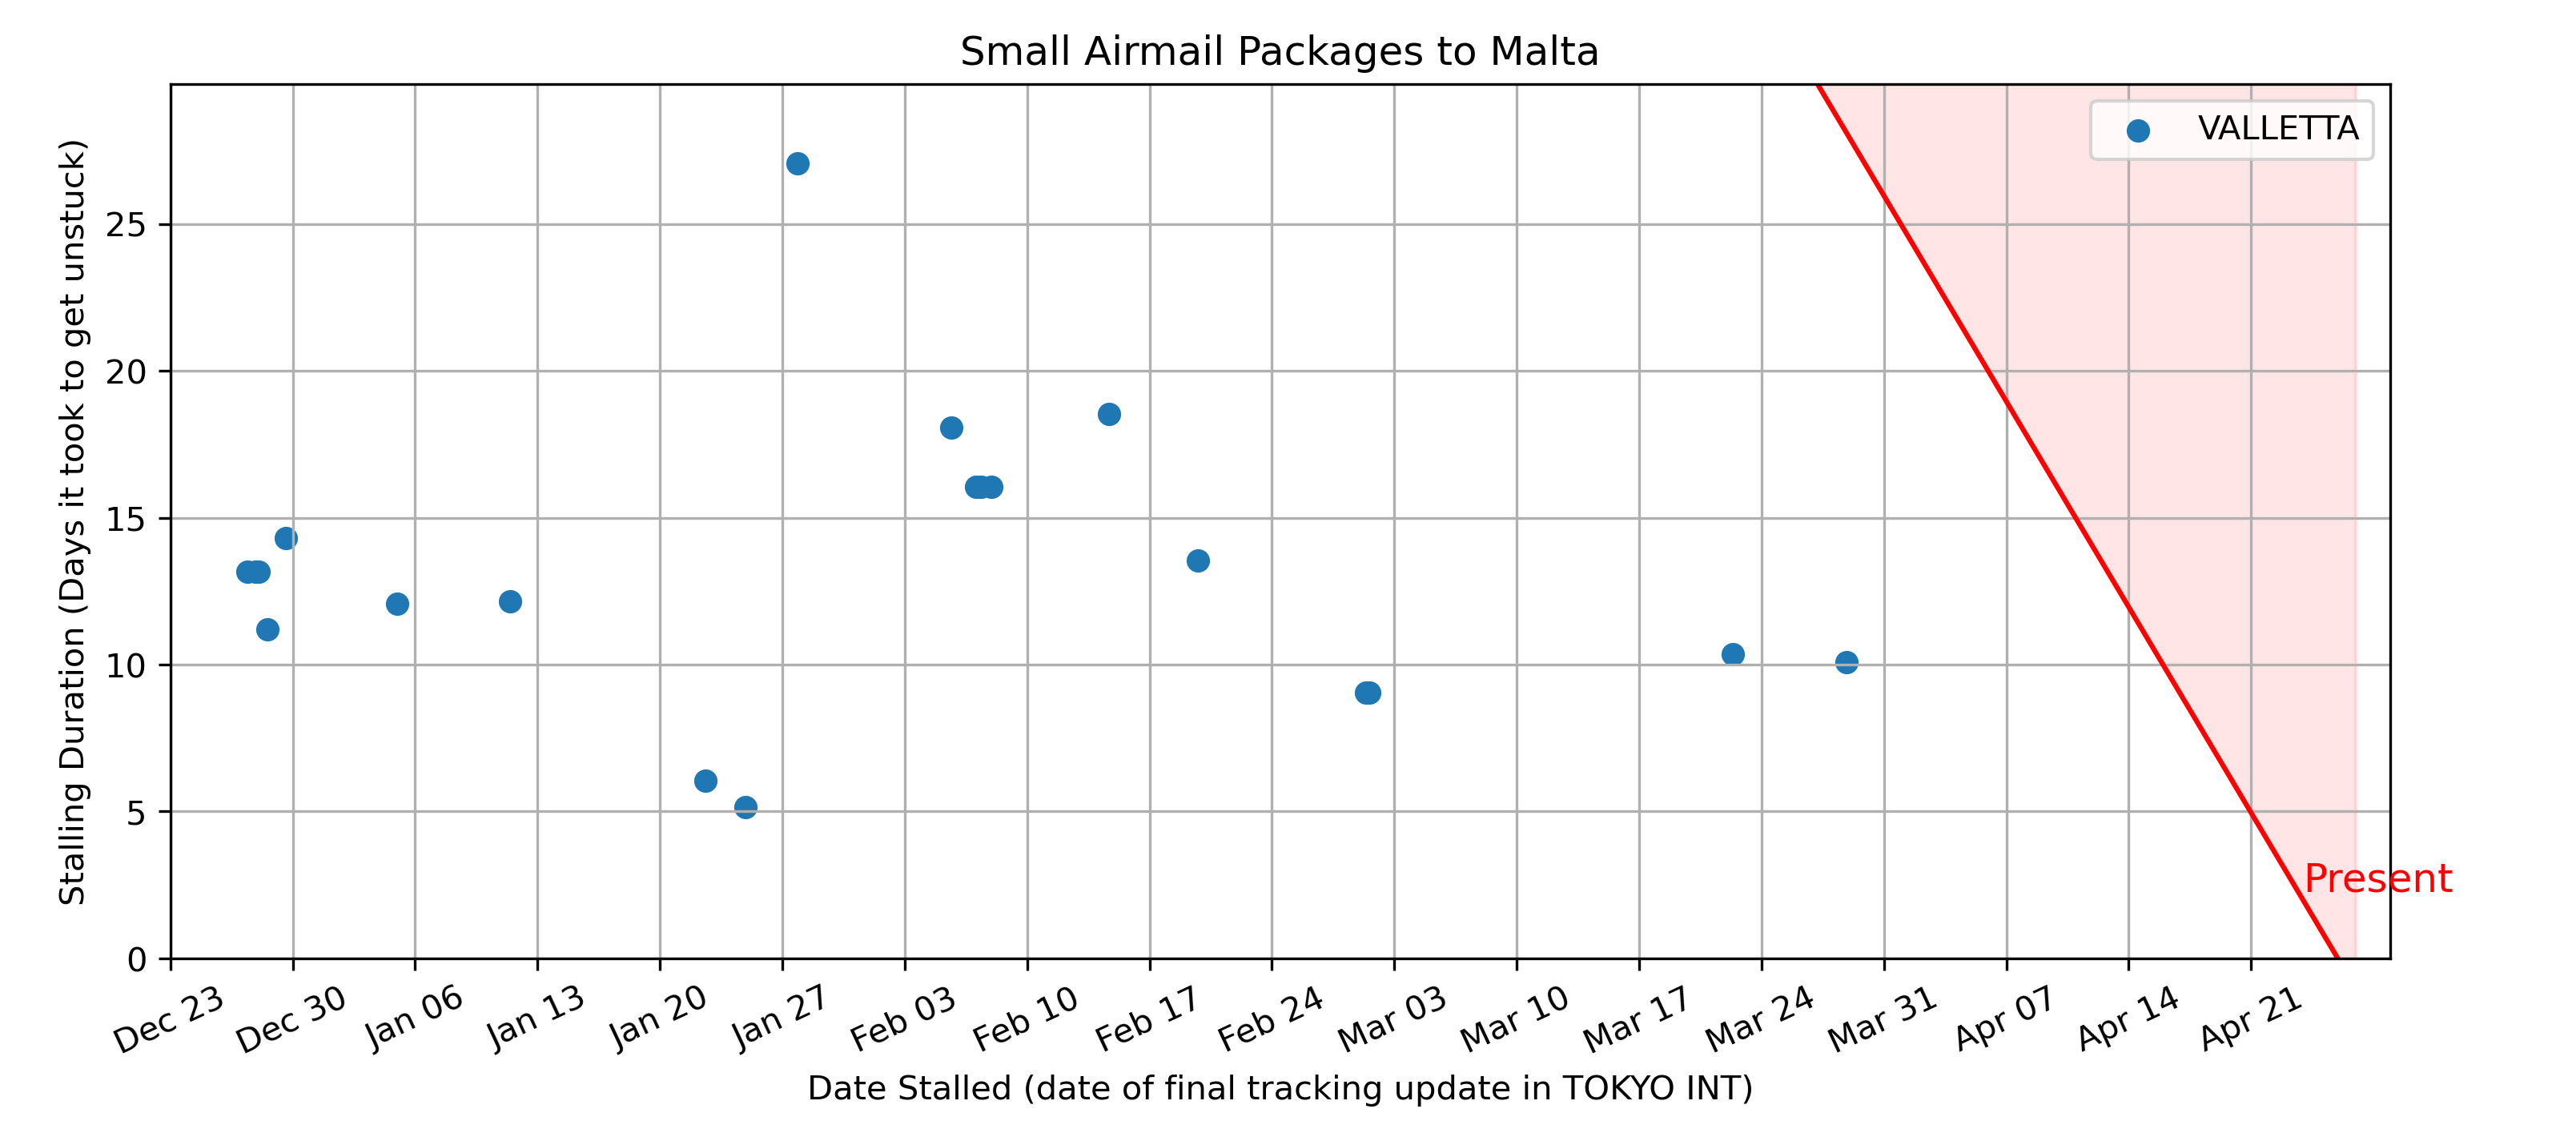 Small Airmail Packages to Malta
VALLETTA
Stalling Duration (Days it took to get unstuck)
25
20
15
10
5
0
Present
Dec 23
Dec 30
Jan 06
Jan 13
Jan 20
Jan 27
Feb 03
Feb 10
Feb 17
Feb 24
Mar 03
Mar 10
Mar 17
Mar 24
Mar 31
Apr 07
Apr 14
Apr 21
Date Stalled (date of final tracking update in TOKYO INT)